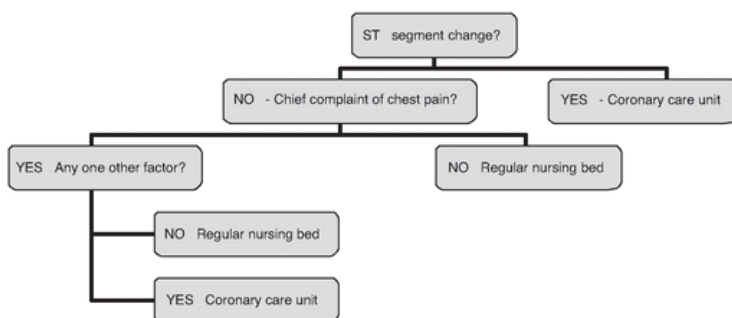 ST segment change?
NO - Chief complaint of chest pain?
YES - Coronary care unit
YES Any one other factor?
NO Regular nursing bed
NO Regular nursing bed
YES Coronary care unit